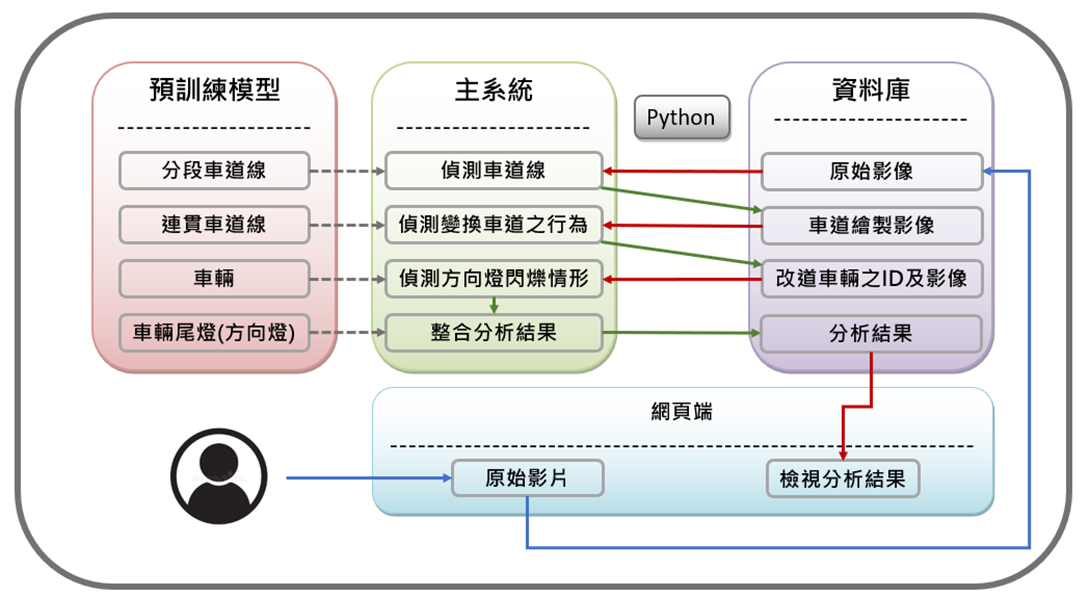 預訓練模型
分段車道線
連貫車道線
車輛
車輛尾燈(方向燈)
主系統
偵測車道線
偵測變換車道之行為
偵測方向燈閃爍情形
整合分析結果
Python
資料庫
原始影像
車道繪製影像
改道車輛之ID及影像
分析結果
網頁端
原始影片
檢視分析結果